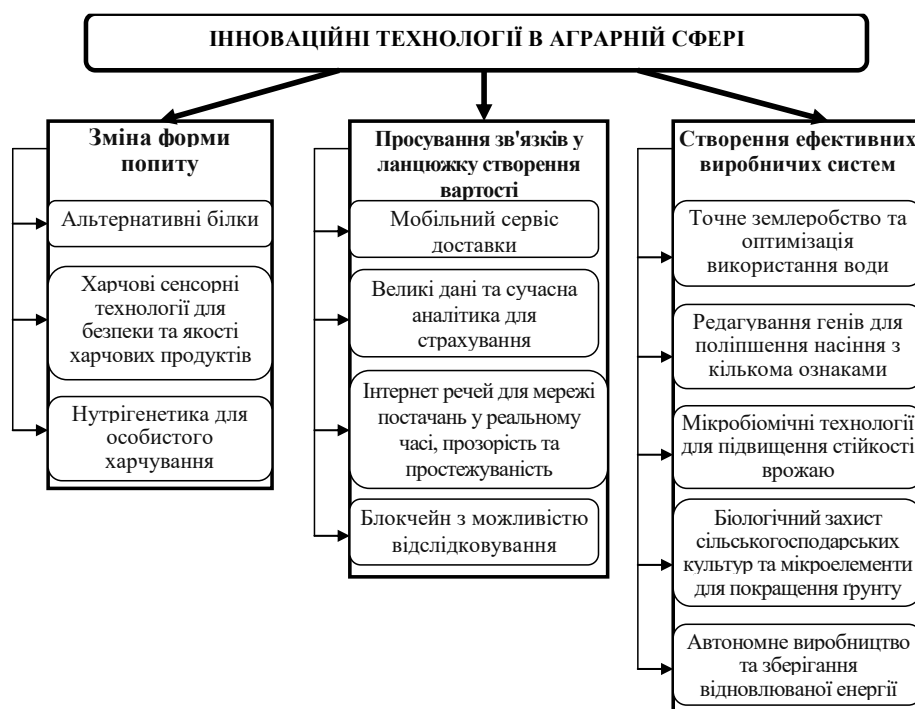 ІННОВАЦІЙНІ ТЕХНОЛОГІЇ В АГРАРНІЙ СФЕРІ
Зміна форми
попиту
Альтернативні білки
Харчові сенсорні
технології для
безпеки та якості
харчових продуктів
Нутрігенетика для
особистого
харчування
Просування зв'язків у
ланцюжку створення
вартості
Мобільний сервіс
доставки
Великі дані та сучасна
аналітика для
страхування
Інтернет речей для мережі
постачань у реальному
часі, прозорість та
простежуваність
Блокчейн з можливістю
відслідковування
Створення ефективних
виробничих систем
Точне землеробство та
оптимізація
використання води
Редагування генів для
поліпшення насіння з
кількома ознаками
Мікробіомічні технології
для підвищення стійкості
врожаю
Біологічний захист
сільськогосподарських
культур та мікроелементи
для покращення ґрунту
Автономне виробництво
та зберігання
відновлюваної енергії